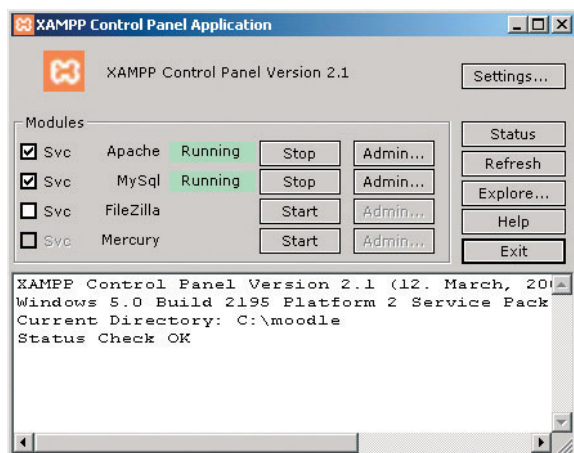 XAMPP Control Panel Application
XAMPP Control Panel Version 2.1
Settings...
Modules
Svc Apache Running Stop Admin...
Svc MySql Running Stop Admin...
Svc FileZilla Start Admin...
Svc Mercury Start Admin...
Status
Refresh
Explore...
Help
Exit
XAMPP Control Panel Version 2.1 (12. March, 20
Windows 5.0 Build 2195 Platform 2 Service Pack
Current Directory: C:\moodle
Status Check OK